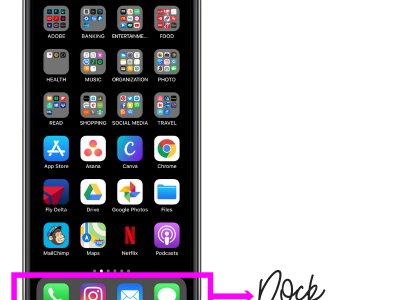 ADOBE BANKING ENTERTAINME... FOOD
HEALTH MUSIC ORGANIZATION PHOTO
READ SHOPPING SOCIAL MEDIA TRAVEL
App Store Asana Canva Chrome
Fly Delta Drive Google Photos Files
MailChimp Maps Netflix Podcasts
Dock